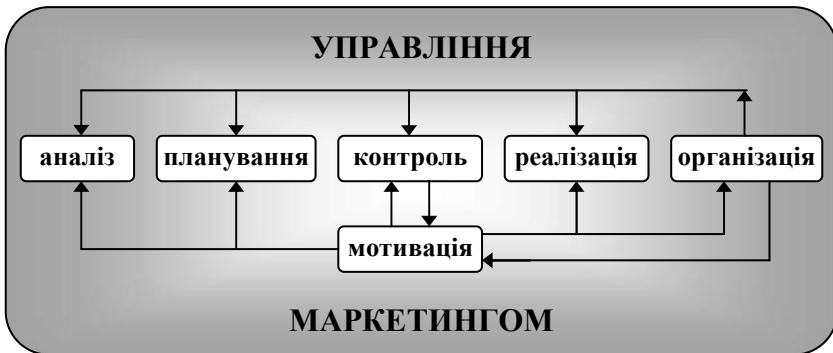 УПРАВЛІННЯ
аналіз планування контроль реалізація організація
мотивація
МАРКЕТИНГОМ